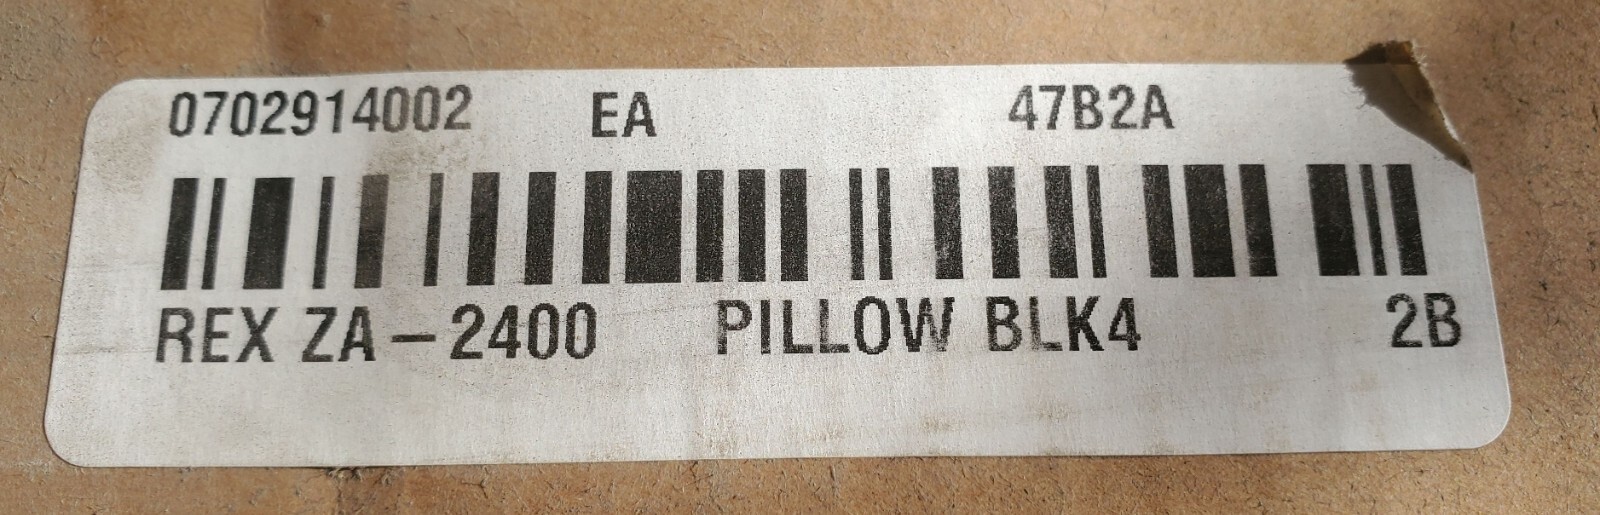 0702914002 EA 47B2A
REX ZA-2400 PILLOW BLK4 2B